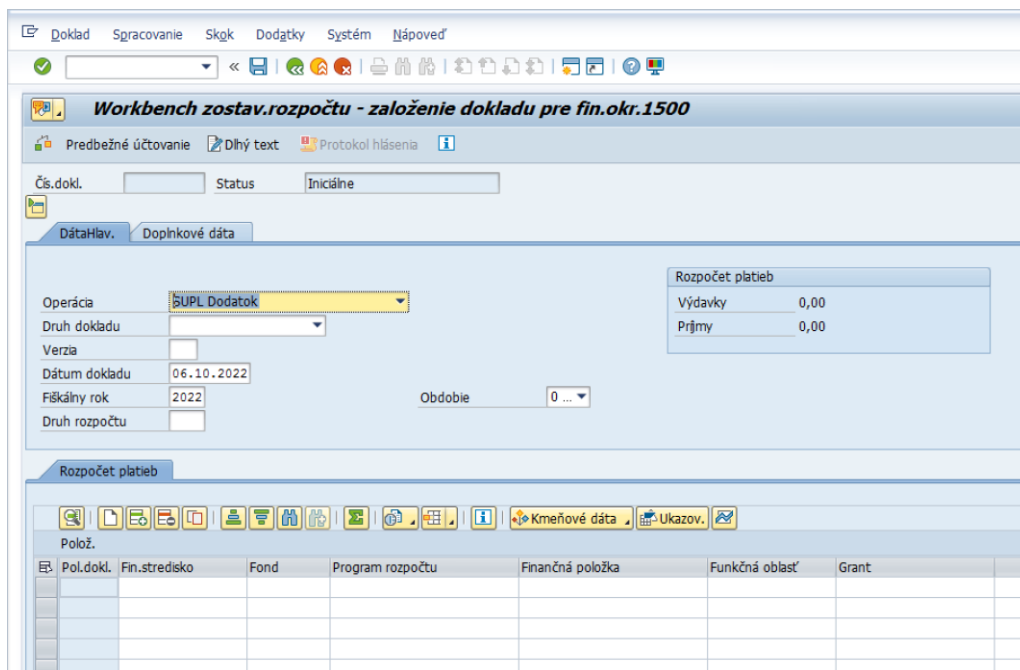 Doklad Spracovanie Skok Dodatky Systém Nápoveď
Workbench zostav.rozpočtu - založenie dokladu pre fin.okr.1500
Predbežné účtovanie Dlhý text Protokol hlásenia
Čís.dokl. Status Iniciálne
DátaHlav. Doplnkové dáta
Rozpočet platieb
Operácia SUPL Dodatok Výdavky 0,00
Druh dokladu Príjmy 0,00
Verzia
Dátum dokladu 06.10.2022
Fiškálny rok 2022 Obdobie 0 ...
Druh rozpočtu
Rozpočet platieb
Kmeňové dáta Ukazov.
Polož.
Pol.dokl. Fin.stredisko Fond Program rozpočtu Finančná položka Funkčná oblasť Grant